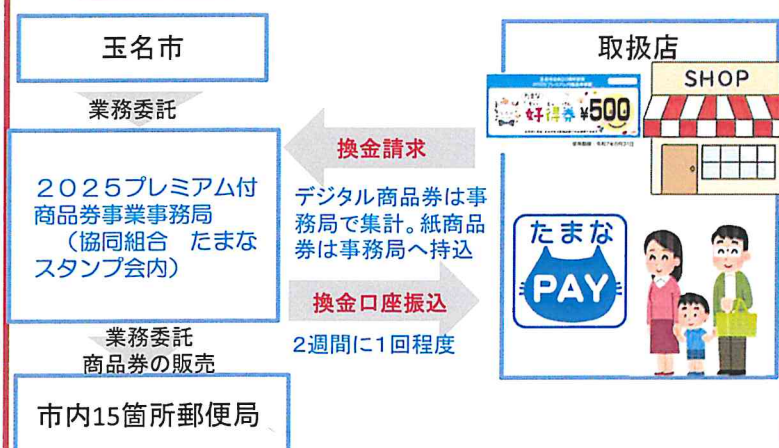 玉名市
業務委託
2025プレミアム付
商品券事業事務局
(協同組合 たまな
スタンプ会内)
業務委託
商品券の販売
市内15箇所郵便局
換金請求
デジタル商品券は事
務局で集計。紙商品
券は事務局へ持込
換金口座振込
2週間に1回程度
取扱店
たまな
好得券 ¥500
SHOP
たまな
PAY